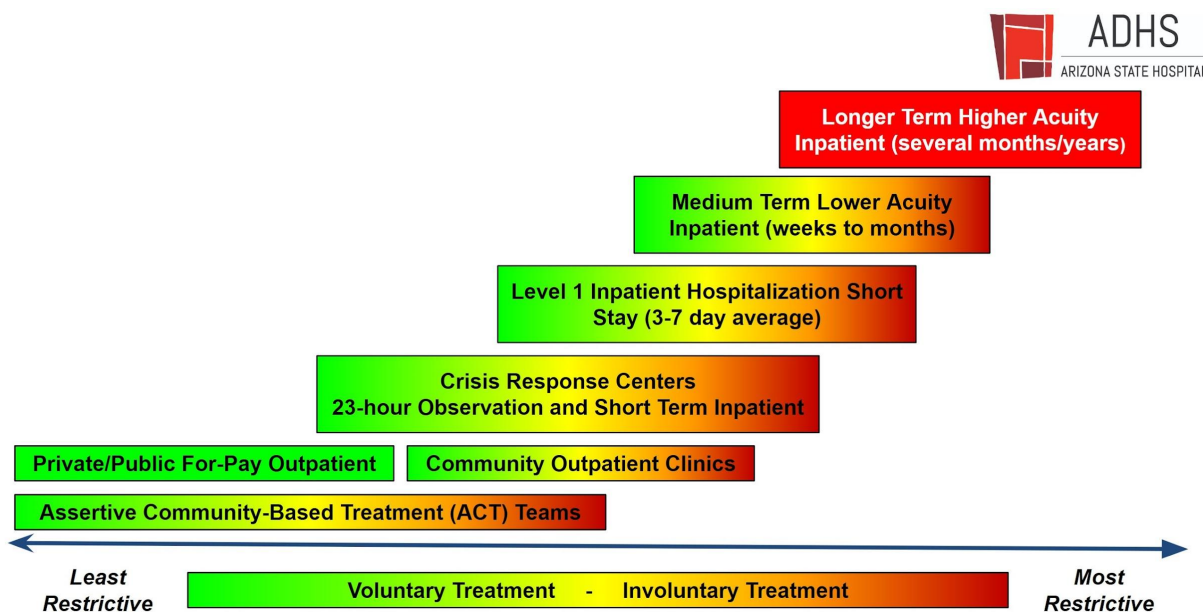 ADHS
ARIZONA STATE HOSPITAL
Longer Term Higher Acuity
Inpatient (several months/years)
Medium Term Lower Acuity
Inpatient (weeks to months)
Level 1 Inpatient Hospitalization Short
Stay (3-7 day average)
Crisis Response Centers
23-hour Observation and Short Term Inpatient
Private/Public For-Pay Outpatient
Community Outpatient Clinics
Assertive Community-Based Treatment (ACT) Teams
Least
Restrictive
Voluntary Treatment - Involuntary Treatment
Most
Restrictive